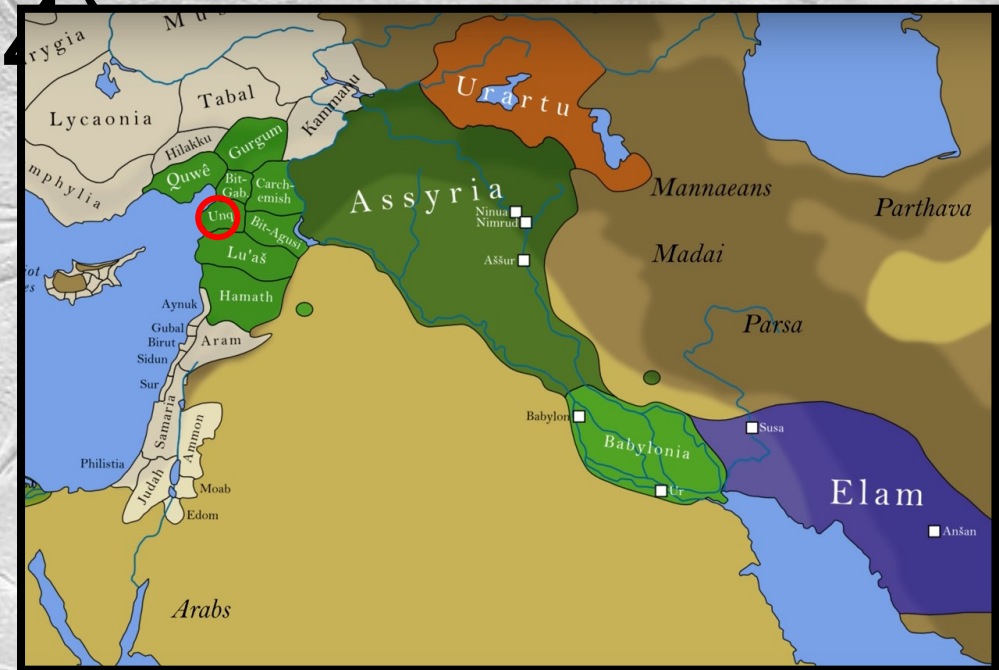 rygia
Mu
Lycaonia
Tabal
Kammanu
Urartu
Hilakku
Gurgum
Quwê
mphylia
Bit-
Gab.
Carch-
emish
Assyria
Mannaeans
Parthava
Unq
Bit-Agusi
Ninua
Nimrud
Madai
Lu'aš
Aššur
iot
es
Hamath
Aynuk
Gubal
Birut
Aram
Parsa
Sidun
Sur
Samaria
Ammon
Babylon
Babylonia
Susa
Philistia
Judah
Moab
Ur
Elam
Edom
Anšan
Arabs